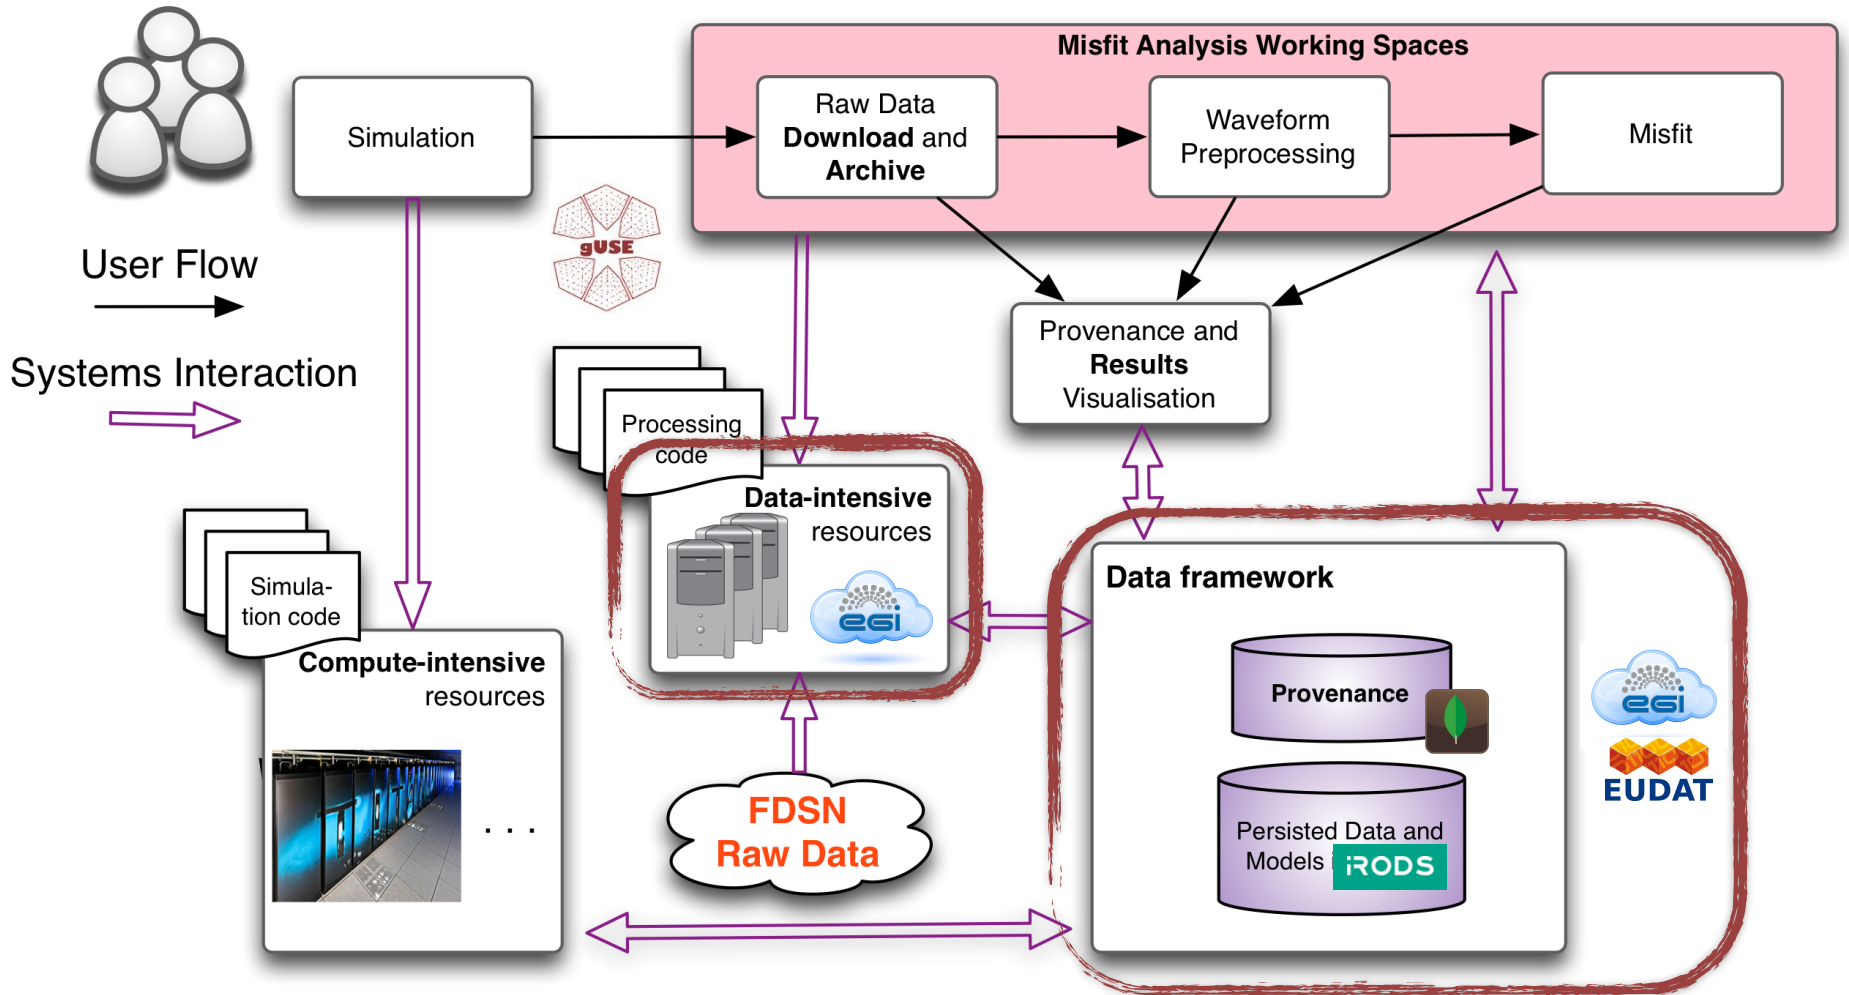 Misfit Analysis Working Spaces
Simulation
Raw Data
Download and
Archive
Waveform
Preprocessing
Misfit
gUSE
User Flow
Systems Interaction
Provenance and
Results
Visualisation
Processing
code
Data-intensive
resources
egi
Simula-
tion code
Compute-intensive
resources
. . .
FDSN
Raw Data
Data framework
Provenance
Persisted Data and
Models
iRODS
egi
EUDAT